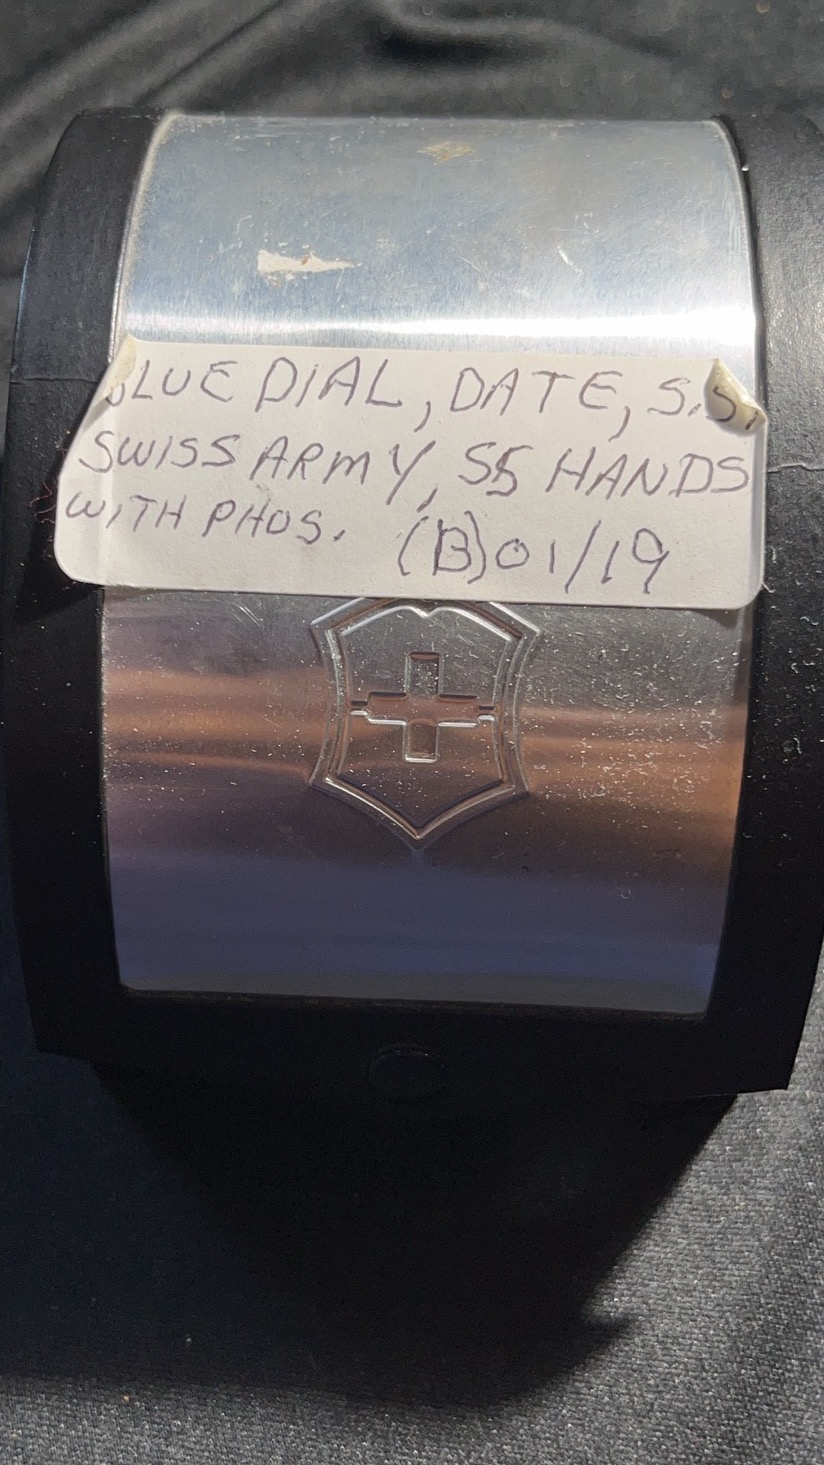 BLUE DIAL, DATE, S.S.
SWISS ARMY, SS HANDS
WITH PHOS. (B)01/19